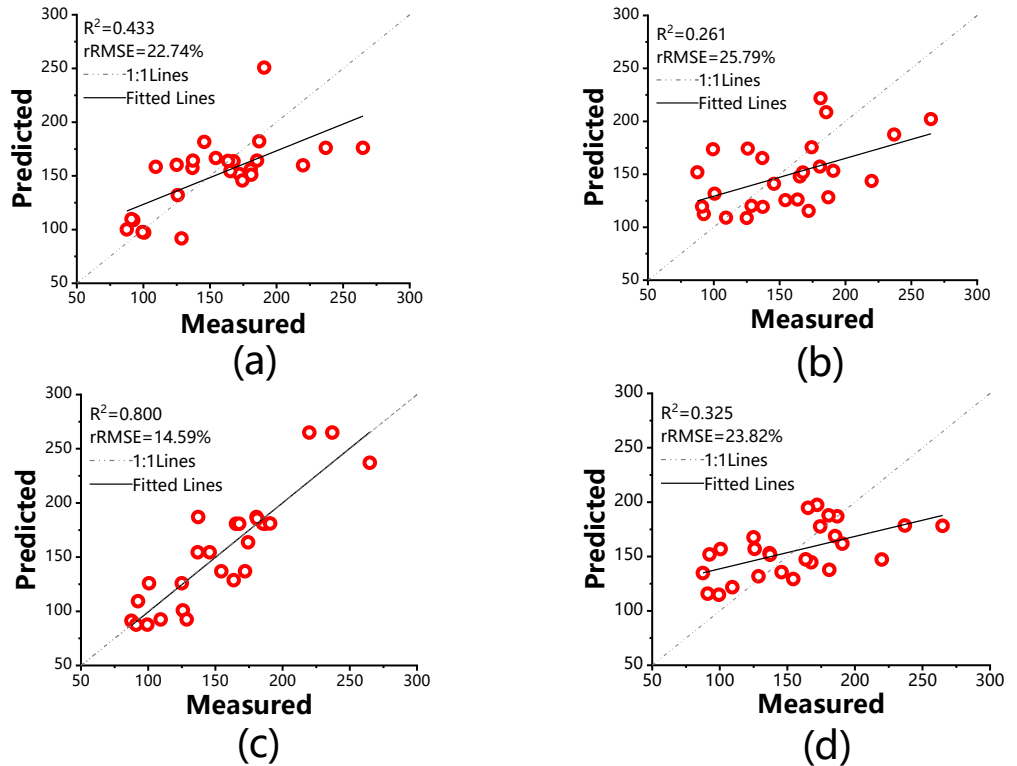 300
250
200
150
100
50
Predicted
R²=0.433
rRMSE=22.74%
1:1Lines
Fitted Lines
50 100 150 200 250 300
Measured
(a)
300
250
200
150
100
50
Predicted
R²=0.261
rRMSE=25.79%
1:1Lines
Fitted Lines
50 100 150 200 250 300
Measured
(b)
300
250
200
150
100
50
Predicted
R²=0.800
rRMSE=14.59%
1:1Lines
Fitted Lines
50 100 150 200 250 300
Measured
(c)
300
250
200
150
100
50
Predicted
R²=0.325
rRMSE=23.82%
1:1Lines
Fitted Lines
50 100 150 200 250 300
Measured
(d)